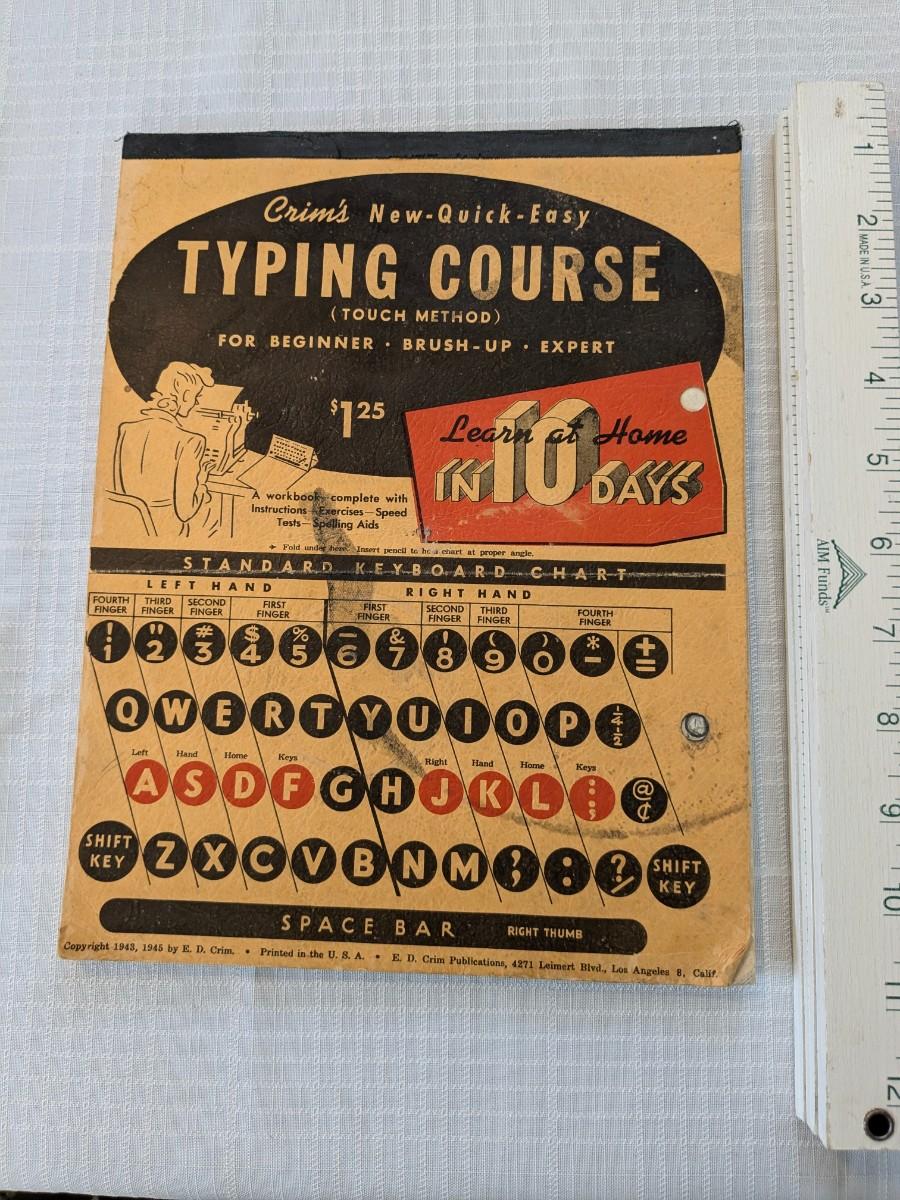 Crim's New-Quick-Easy
TYPING COURSE
(TOUCH METHOD)
FOR BEGINNER • BRUSH-UP • EXPERT
$1.25
Learn at Home
IN 10 DAYS
A workbook complete with
Instructions—Exercises—Speed
Tests—Spelling Aids
Fold under here. Insert pencil to hold chart at proper angle.
STANDARD KEYBOARD CHART
LEFT HAND RIGHT HAND
FOURTH FINGER THIRD FINGER SECOND FINGER FIRST FINGER FIRST FINGER SECOND FINGER THIRD FINGER FOURTH FINGER
! " # $ % _ & ' ( ) * +
1 2 3 4 5 6 7 8 9 0 - =
Q W E R T Y U I O P ¼ ½
Left Hand Home Keys Right Hand Home Keys
A S D F G H J K L : ; @ ¢
SHIFT KEY Z X C V B N M , . : ? / SHIFT KEY
SPACE BAR RIGHT THUMB
Copyright 1943, 1945 by E. D. Crim. • Printed in the U. S. A. • E. D. Crim Publications, 4271 Leimert Blvd., Los Angeles 8, Calif.
1
2 MADE IN U.S.A.
3
4
5
6
AIM Funds
7
8
9
10
11
12